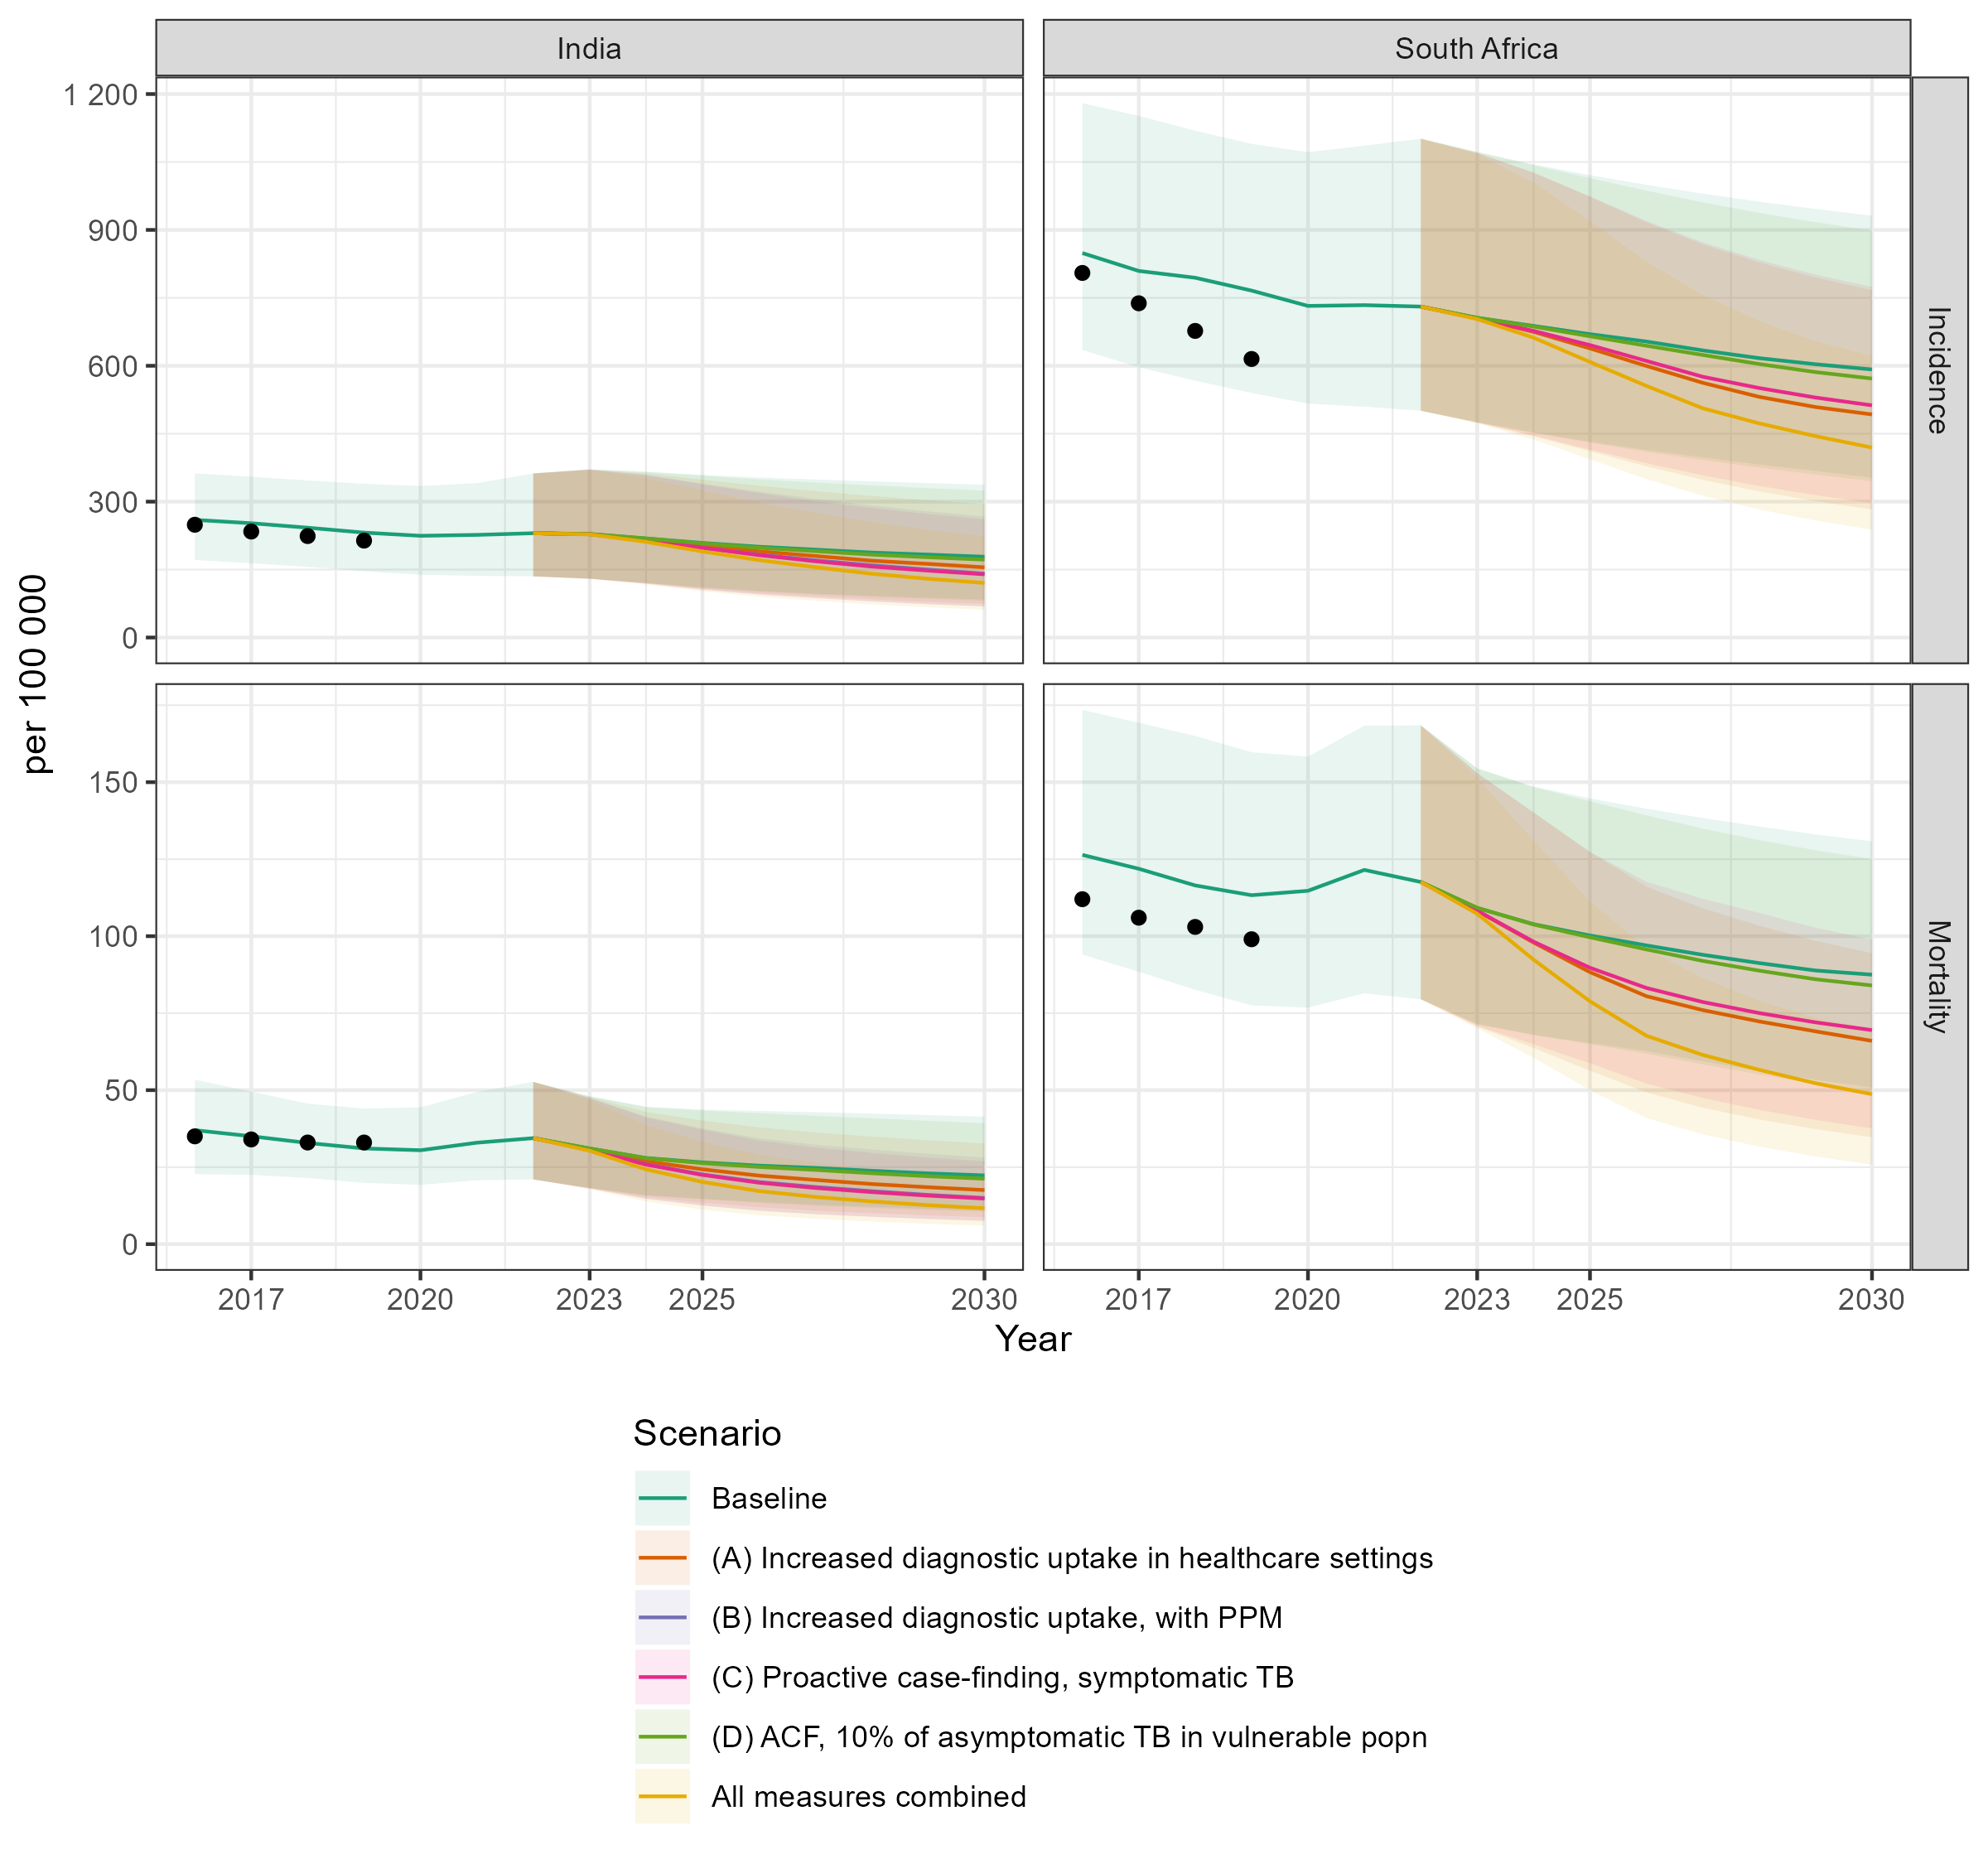 India
South Africa
1 200
900
600
300
0
Incidence
per 100 000
150
100
50
0
Mortality
2017 2020 2023 2025 2030
2017 2020 2023 2025 2030
Year
Scenario
Baseline
(A) Increased diagnostic uptake in healthcare settings
(B) Increased diagnostic uptake, with PPM
(C) Proactive case-finding, symptomatic TB
(D) ACF, 10% of asymptomatic TB in vulnerable popn
All measures combined